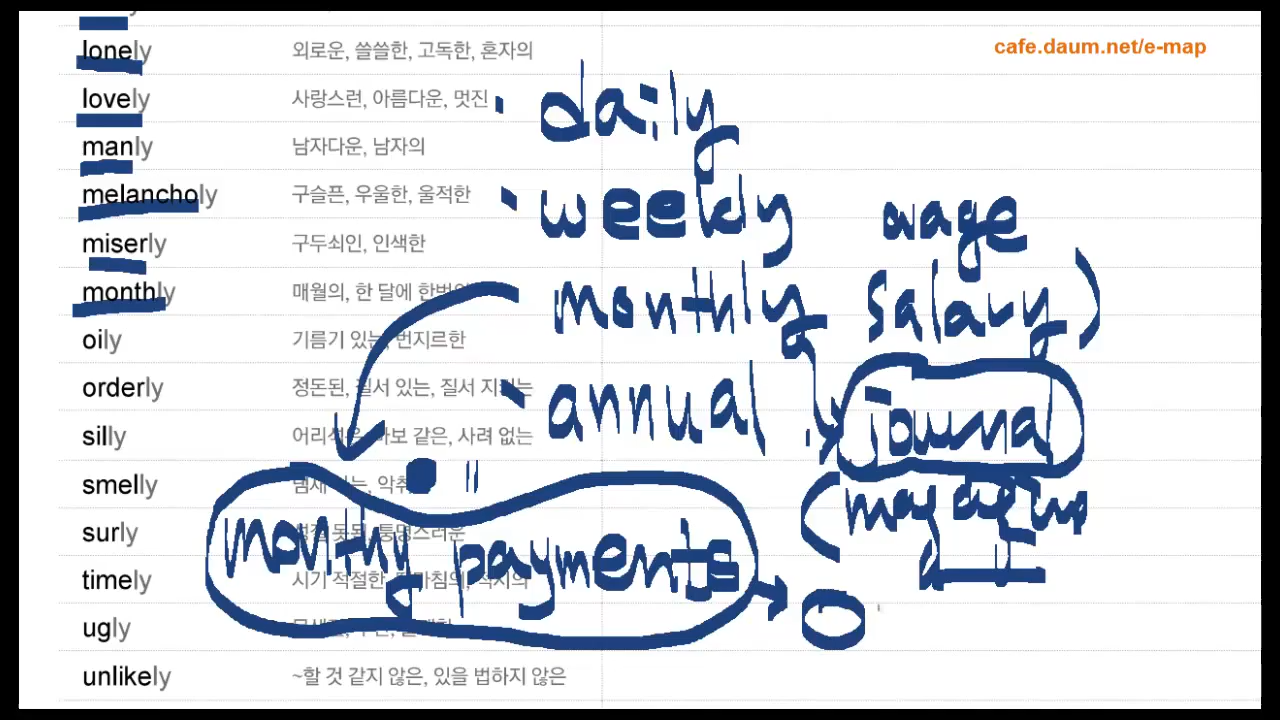 lonely 외로운, 쓸쓸한, 고독한, 혼자의
cafe.daum.net/e-map
lovely 사랑스런, 아름다운, 멋진
daily
manly 남자다운, 남자의
melancholy 구슬픈, 우울한, 울적한
weekly wage
miserly 구두쇠인, 인색한
monthly 매월의, 한 달에
monthly salary
oily 기름기 있는, 번지르한
orderly 정돈된, 질서 있는, 질서
annual journal
silly 어리석은, 바보 같은, 사려 없는
smelly
surly
monthly payments
timely 시기 적절한,
ugly
unlikely ~할 것 같지 않은, 있을 법하지 않은